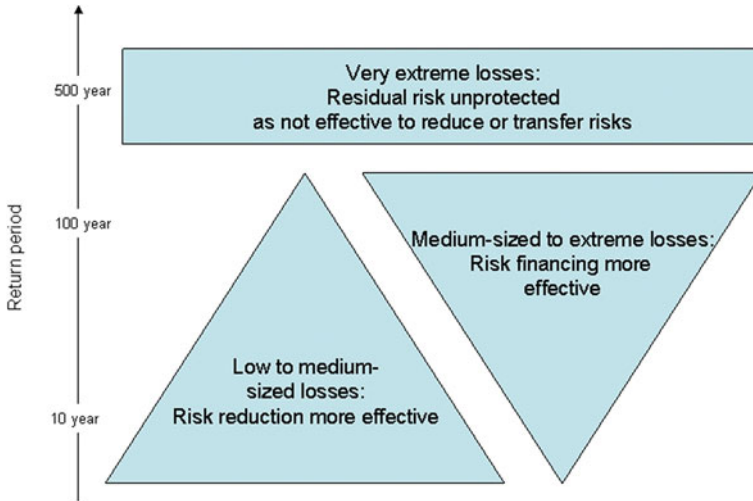 500 year
Very extreme losses:
Residual risk unprotected
as not effective to reduce or transfer risks
Return period
100 year
Medium-sized to extreme losses:
Risk financing more
effective
Low to medium-
sized losses:
Risk reduction more effective
10 year